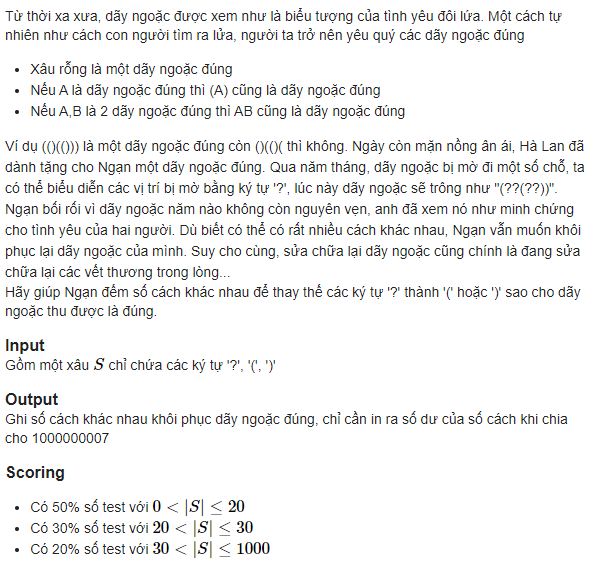 Từ thời xa xưa, dãy ngoặc được xem như là biểu tượng của tình yêu đôi lứa. Một cách tự
nhiên như cách con người tìm ra lửa, người ta trở nên yêu quý các dãy ngoặc đúng
• Xâu rỗng là một dãy ngoặc đúng
• Nếu A là dãy ngoặc đúng thì (A) cũng là dãy ngoặc đúng
• Nếu A,B là 2 dãy ngoặc đúng thì AB cũng là dãy ngoặc đúng
Ví dụ (()(())) là một dãy ngoặc đúng còn ()(()( thì không. Ngày còn mặn nồng ân ái, Hà Lan đã
dành tặng cho Ngạn một dãy ngoặc đúng. Qua năm tháng, dãy ngoặc bị mờ đi một số chỗ, ta
có thể biểu diễn các vị trí bị mờ bằng ký tự '?', lúc này dãy ngoặc sẽ trông như "(??(??))".
Ngạn bối rối vì dãy ngoặc năm nào không còn nguyên vẹn, anh đã xem nó như minh chứng
cho tình yêu của hai người. Dù biết có thể có rất nhiều cách khác nhau, Ngạn vẫn muốn khôi
phục lại dãy ngoặc của mình. Suy cho cùng, sửa chữa lại dãy ngoặc cũng chính là đang sửa
chữa lại các vết thương trong lòng...
Hãy giúp Ngạn đếm số cách khác nhau để thay thế các ký tự '?' thành '(' hoặc ')' sao cho dãy
ngoặc thu được là đúng.
Input
Gồm một xâu S chỉ chứa các ký tự '?', '(', ')'
Output
Ghi số cách khác nhau khôi phục dãy ngoặc đúng, chỉ cần in ra số dư của số cách khi chia
cho 1000000007
Scoring
• Có 50% số test với 0 < |S| ≤ 20
• Có 30% số test với 20 < |S| ≤ 30
• Có 20% số test với 30 < |S| ≤ 1000